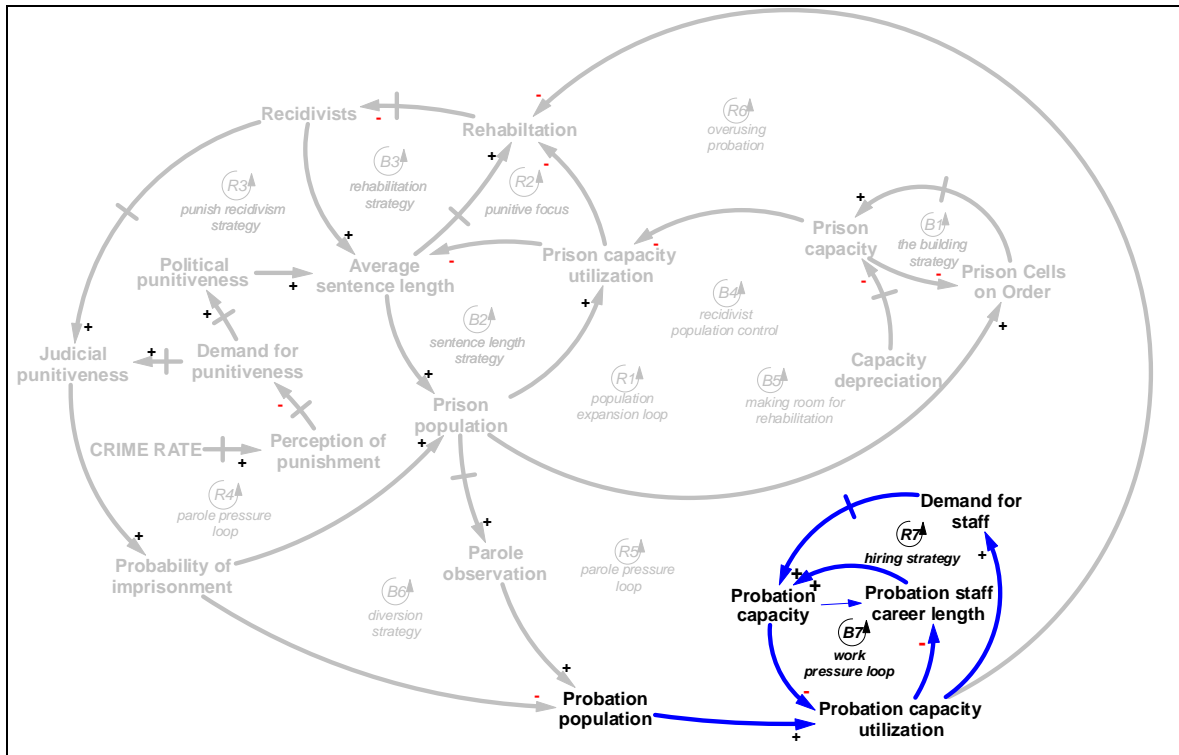 R6
overusing
probation
Recidivists
-
-
Rehabiltation
+
-
B3
rehabilitation
strategy
R2
punitive focus
R3
punish recidivism
strategy
+
Prison
capacity
B1
the building
strategy
+
-
Prison capacity
utilization
-
-
-
Prison Cells
on Order
Political
punitiveness
+
Average
sentence length
B4
recidivist
population control
+
+
+
B2
sentence length
strategy
+
Judicial
punitiveness
+
Demand for
punitiveness
+
R1
population
expansion loop
B5
making room for
rehabilitation
Capacity
depreciation
-
Prison
population
+
CRIME RATE
+
Perception of
punishment
R4
parole pressure
loop
Demand for
staff
+
Parole
observation
R5
parole pressure
loop
R7
hiring strategy
+
+
Probability of
imprisonment
+
+
+
Probation
capacity
Probation staff
career length
B6
diversion
strategy
B7
work
pressure loop
-
+
-
Probation
population
-
Probation capacity
utilization
+